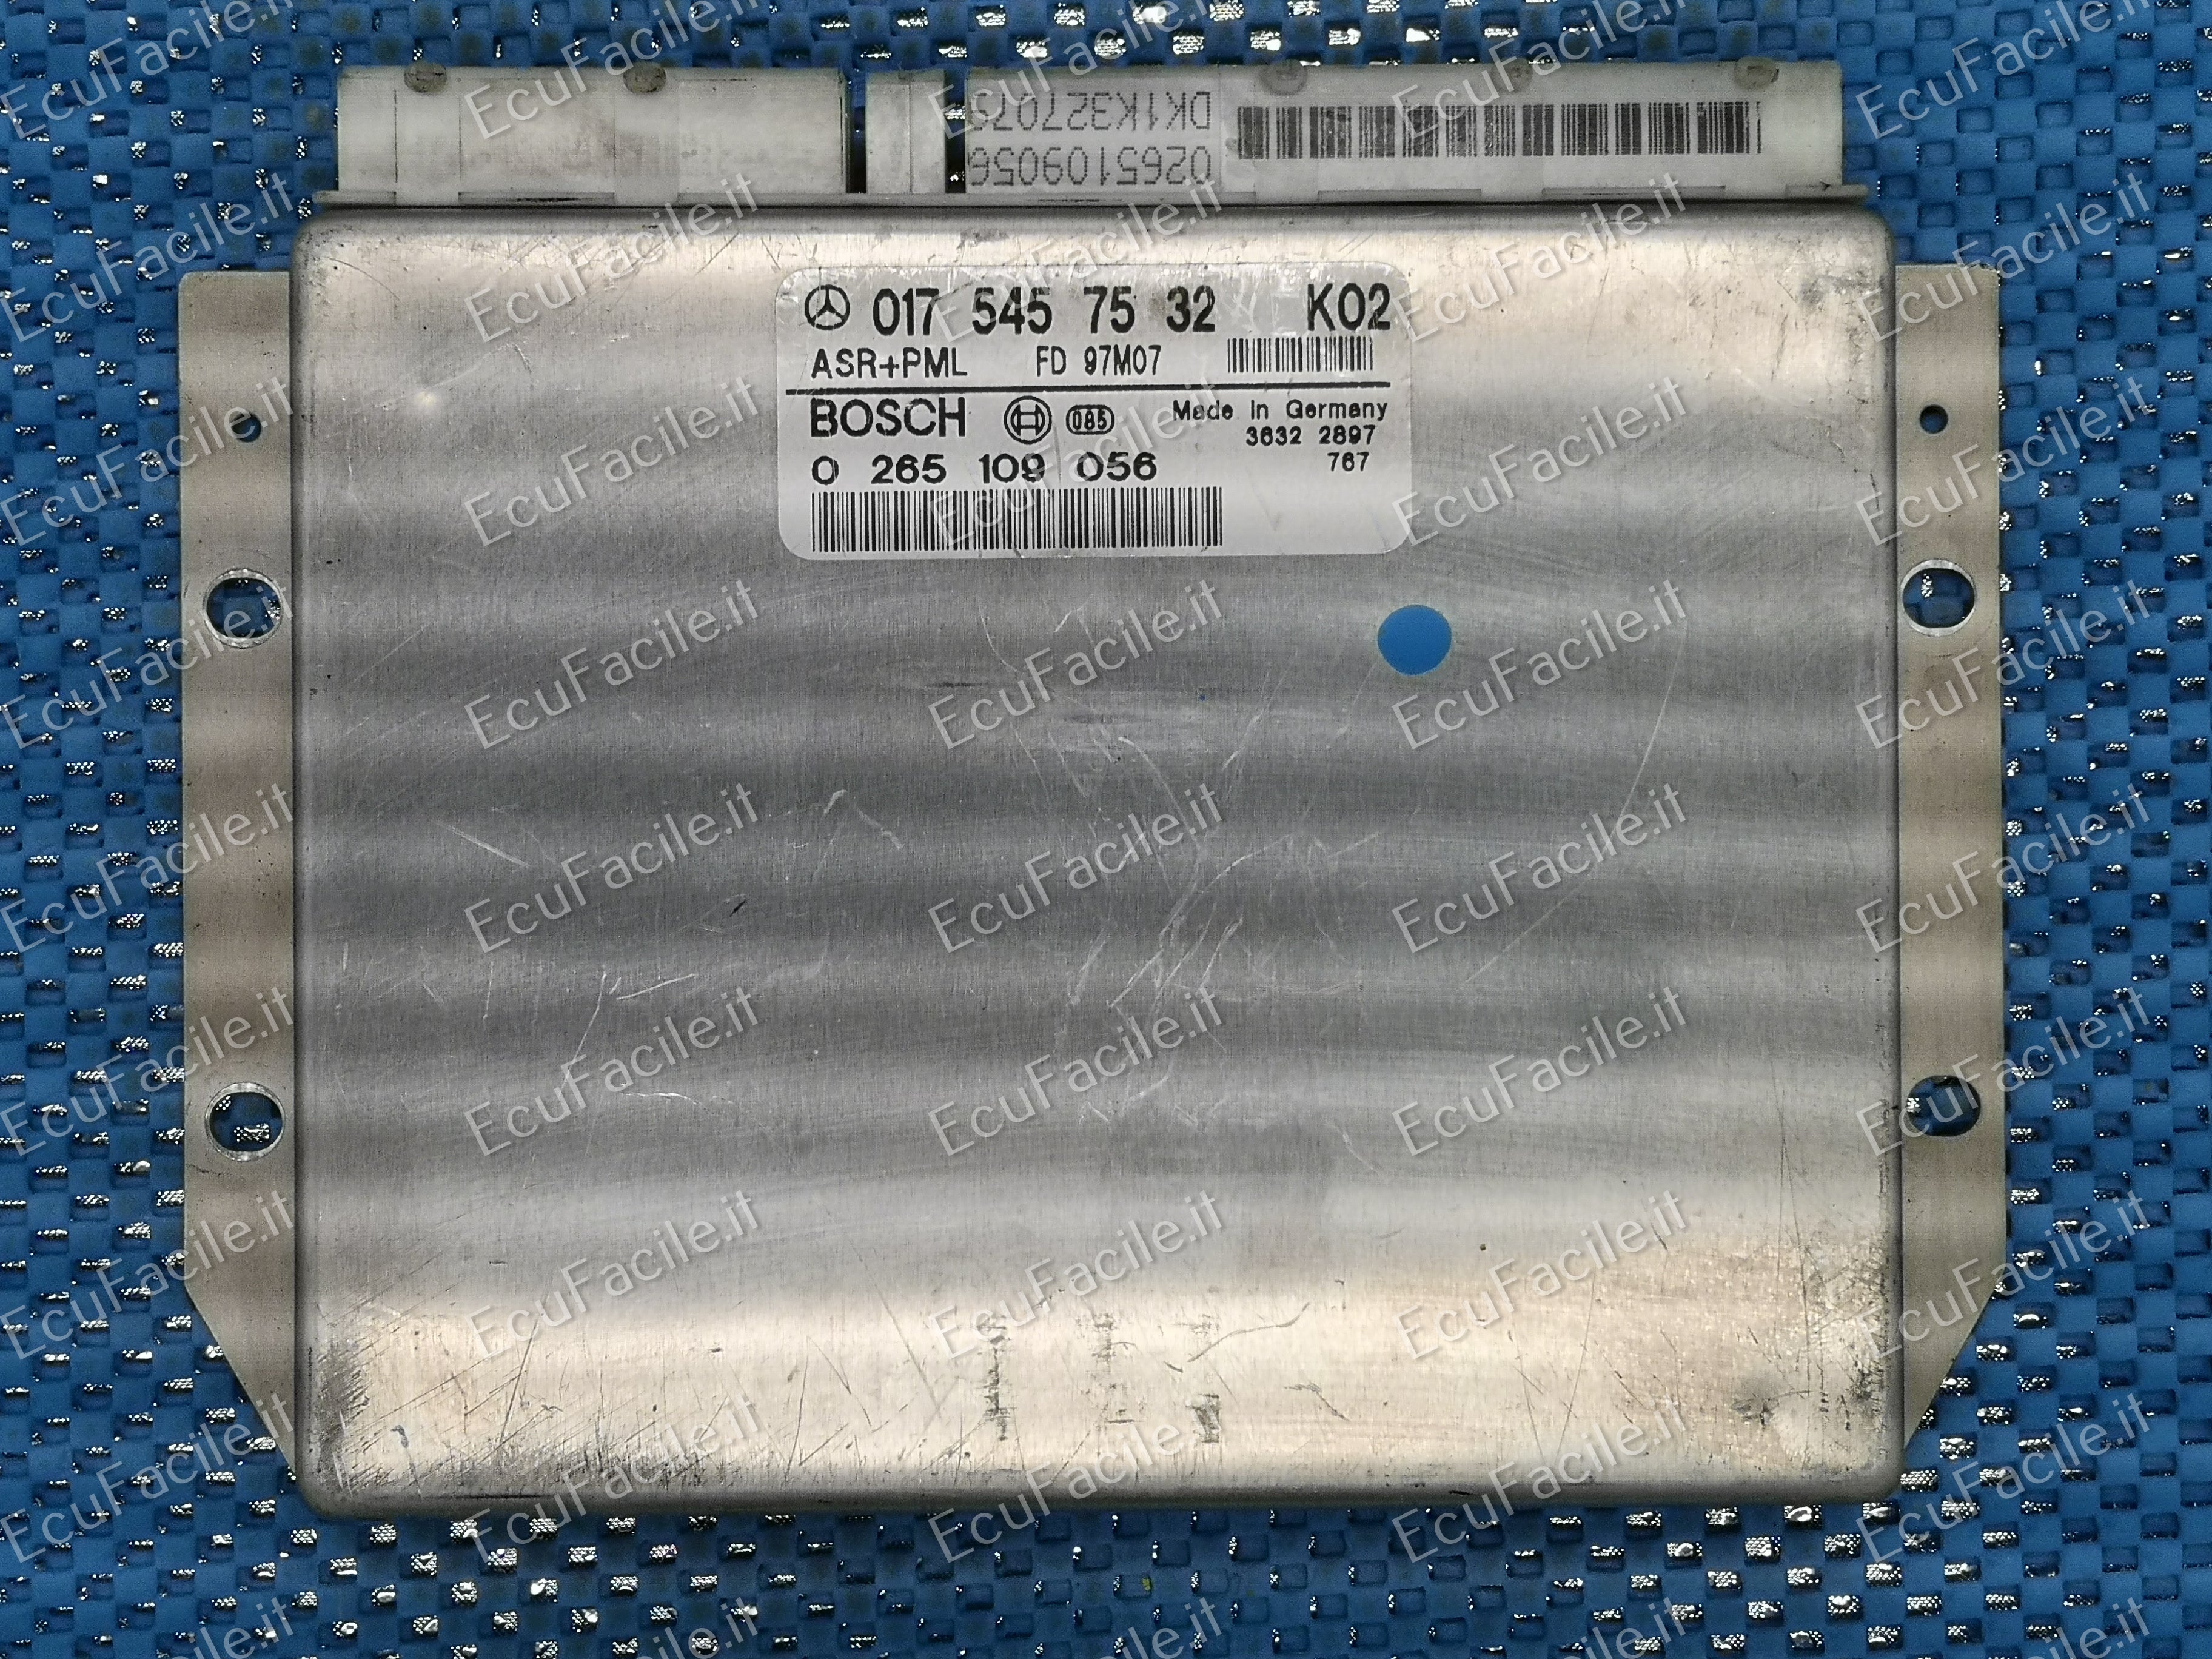 DK1K32707
0265109056
017 545 75 32 K02
ASR+PML FD 97M07
BOSCH 085 Made in Germany
3632 2897
0 265 109 056 767
EcuFacile.it